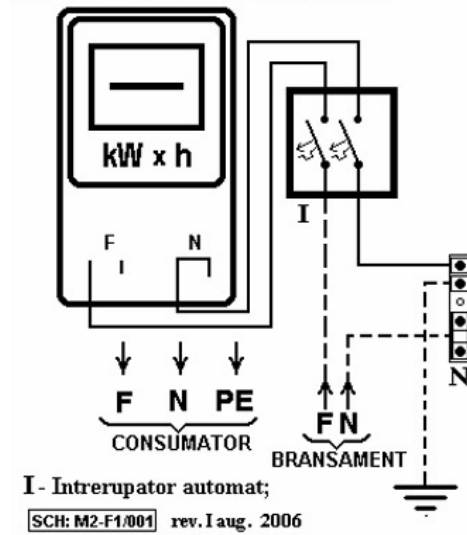 kW x h
F N
I
N
F N PE
CONSUMATOR
F N
BRANSAMENT
I - Intrerupator automat;
SCH: M2-F1/001 rev. I aug. 2006